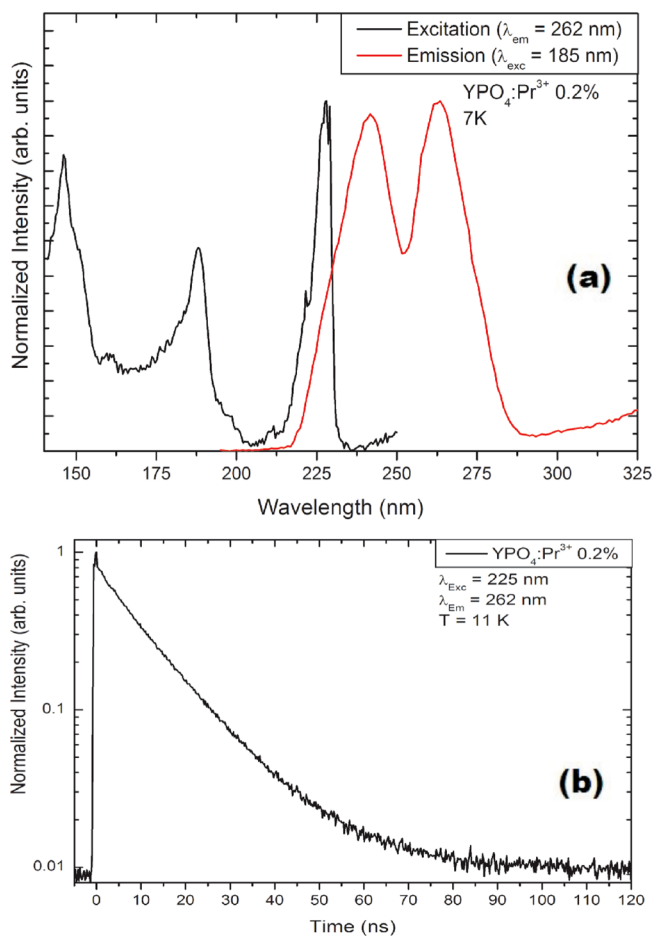 Excitation (λem = 262 nm)
Emission (λexc = 185 nm)
YPO4:Pr3+ 0.2%
7K
(a)
Normalized Intensity (arb. units)
150 175 200 225 250 275 300 325
Wavelength (nm)
YPO4:Pr3+ 0.2%
λExc = 225 nm
λEm = 262 nm
T = 11 K
(b)
Normalized Intensity (arb. units)
1
0.1
0.01
0 10 20 30 40 50 60 70 80 90 100 110 120
Time (ns)